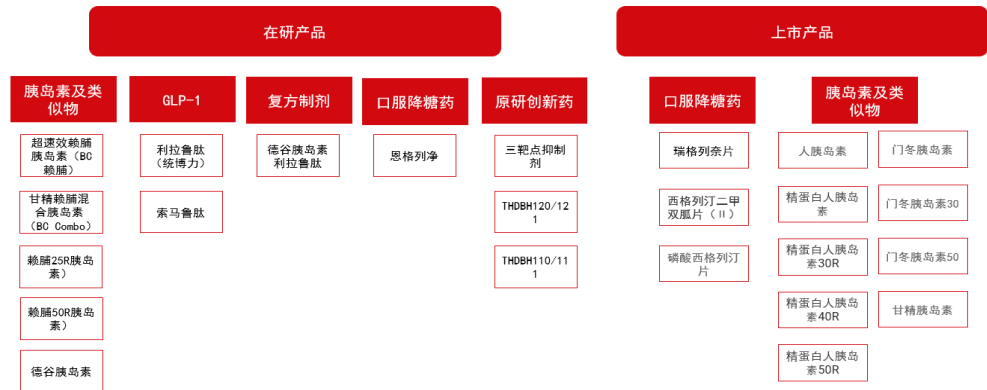 在研产品
上市产品
胰岛素及类
似物
GLP-1
复方制剂
口服降糖药
原研创新药
口服降糖药
胰岛素及类
似物
超速效赖脯
胰岛素（BC
赖脯）
利拉鲁肽
（统博力）
德谷胰岛素
利拉鲁肽
恩格列净
三靶点抑制
剂
瑞格列奈片
人胰岛素
门冬胰岛素
甘精赖脯混
合胰岛素
（BC Combo）
索马鲁肽
THDBH120/12
1
西格列汀二甲
双胍片（Ⅱ）
精蛋白人胰岛
素
门冬胰岛素30
赖脯25R胰岛
素）
THDBH110/11
1
磷酸西格列汀
片
精蛋白人胰岛
素30R
门冬胰岛素50
赖脯50R胰岛
素）
精蛋白人胰岛
素40R
甘精胰岛素
德谷胰岛素
精蛋白人胰岛
素50R